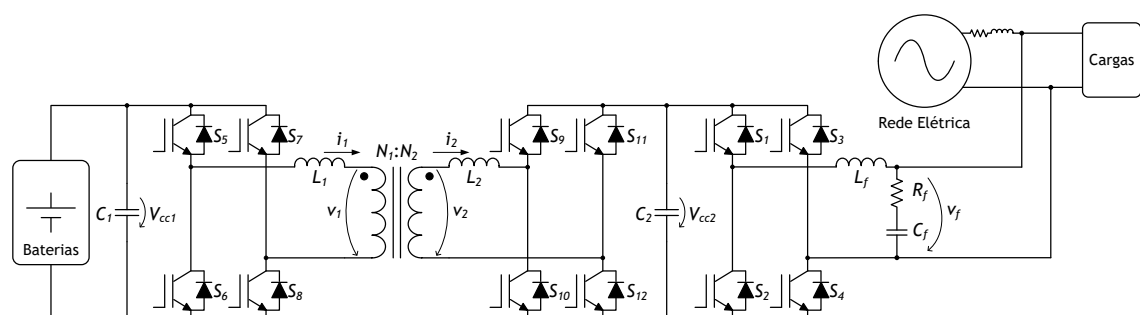 Baterias
C1
Vcc1
S5
S7
S6
S8
i1
L1
v1
N1:N2
i2
L2
v2
S9
S11
S10
S12
C2
Vcc2
S1
S3
S2
S4
Lf
Rf
Cf
vf
Rede Elétrica
Cargas